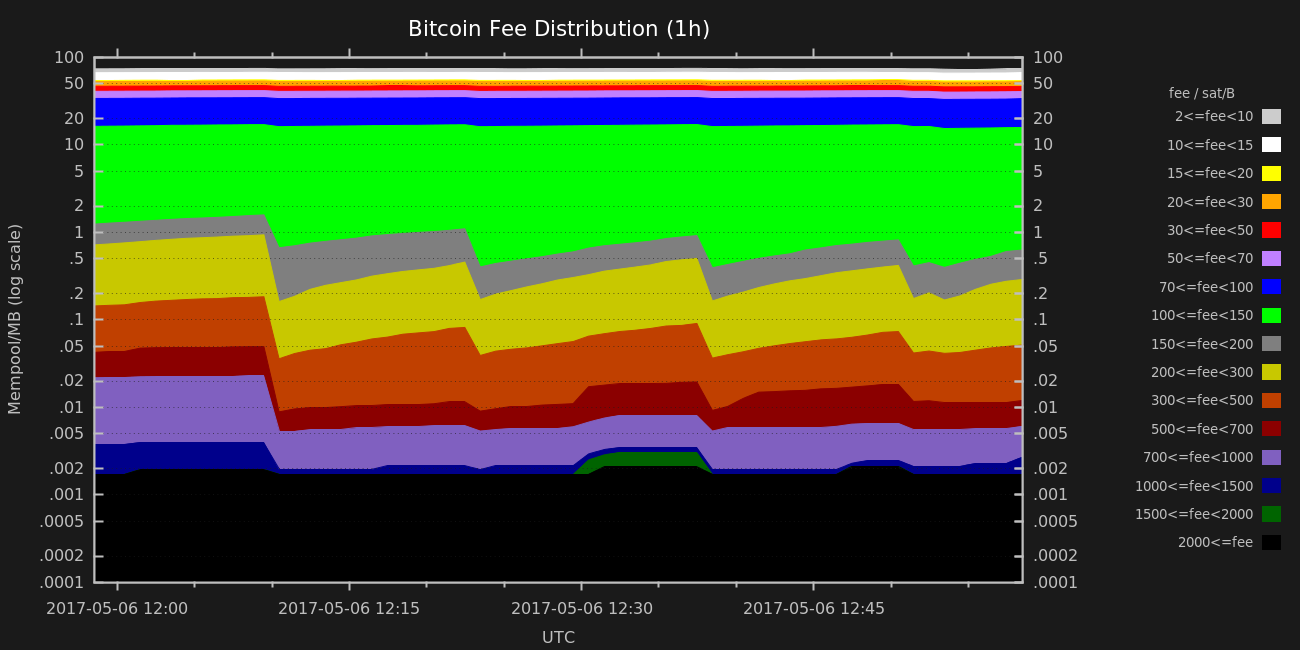 Bitcoin Fee Distribution (1h)
100 100
50 50
20 20
10 10
5 5
2 2
1 1
.5 .5
.2 .2
.1 .1
.05 .05
.02 .02
.01 .01
.005 .005
.002 .002
.001 .001
.0005 .0005
.0002 .0002
.0001 .0001
Mempool/MB (log scale)
2017-05-06 12:00 2017-05-06 12:15 2017-05-06 12:30 2017-05-06 12:45
UTC
fee / sat/B
2<=fee<10
10<=fee<15
15<=fee<20
20<=fee<30
30<=fee<50
50<=fee<70
70<=fee<100
100<=fee<150
150<=fee<200
200<=fee<300
300<=fee<500
500<=fee<700
700<=fee<1000
1000<=fee<1500
1500<=fee<2000
2000<=fee